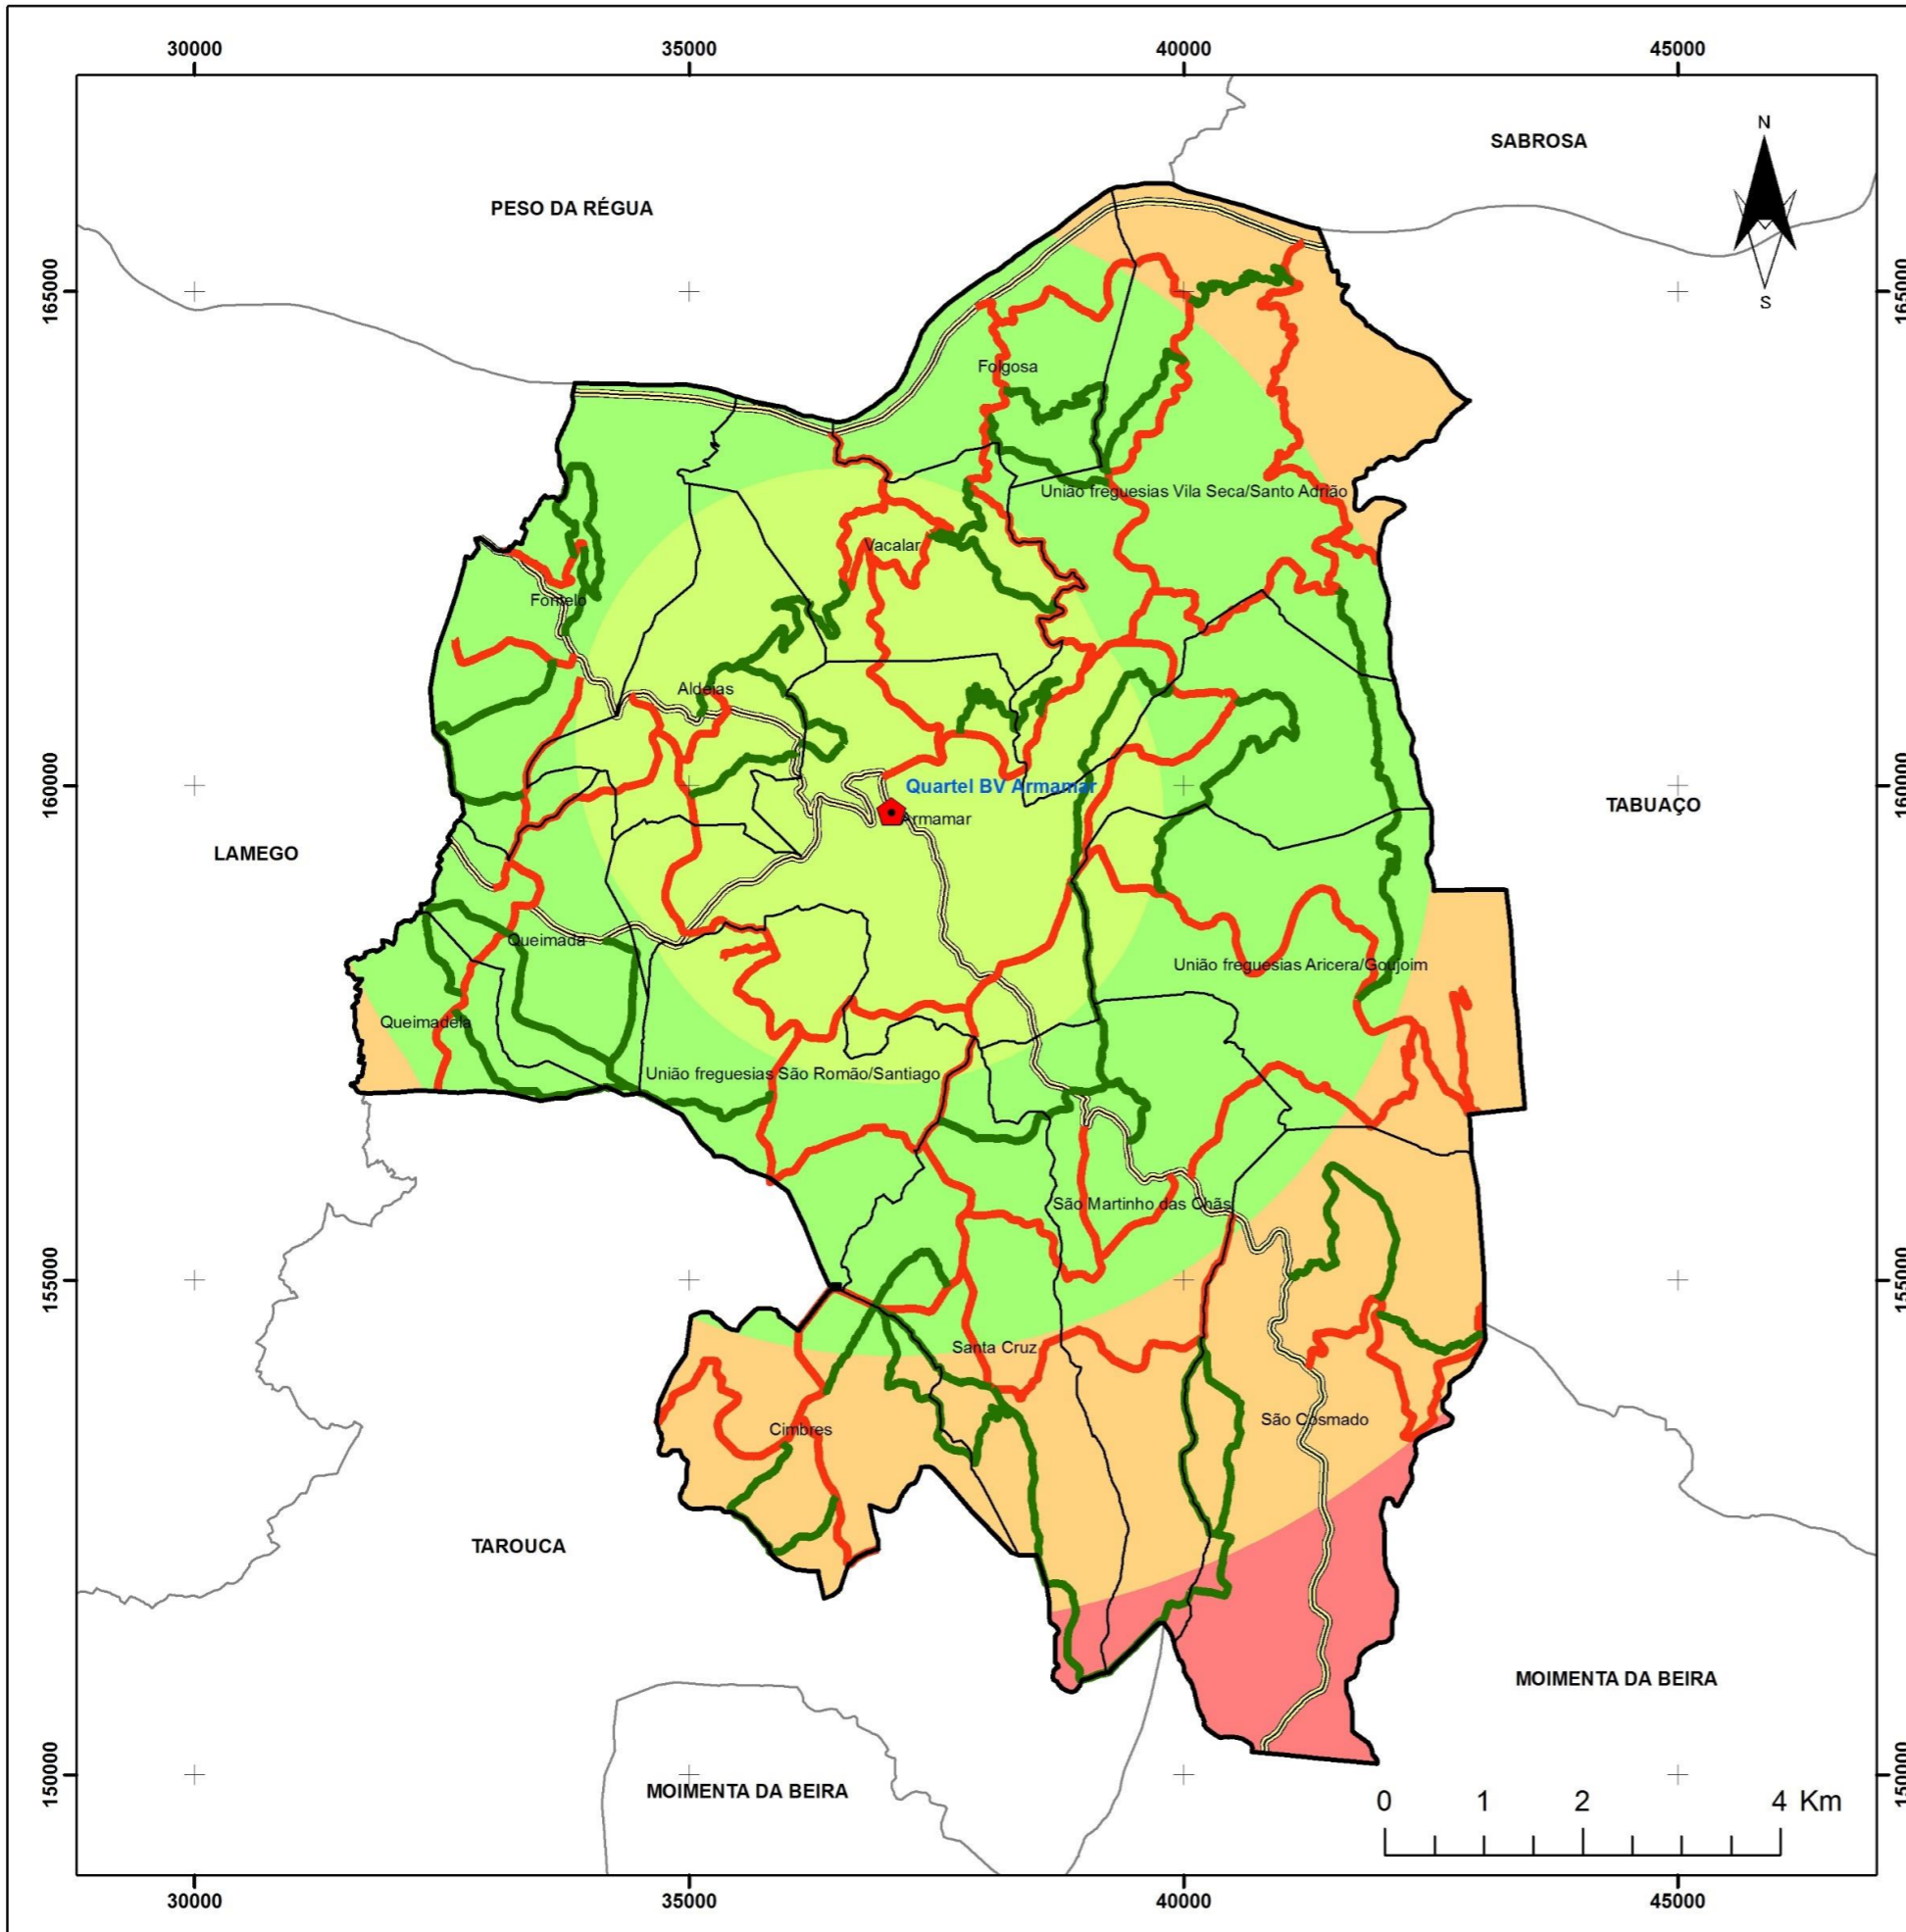 30000 35000 40000 45000
SABROSA
N
PESO DA RÉGUA
S
165000 165000
Folgosa
União freguesias Vila Seca/Santo Adrião
Vacalar
Fontelo
Aldeias
160000 160000
Quartel BV Armamar
TABUAÇO
Armamar
LAMEGO
Queimada
União freguesias Aricera/Goujoim
Queimadela
União freguesias São Romão/Santiago
São Martinho das Chãs
155000 155000
Santa Cruz
São Cosmado
Cimbres
TAROUCA
MOIMENTA DA BEIRA
150000 150000
MOIMENTA DA BEIRA
0 1 2 4 Km
30000 35000 40000 45000